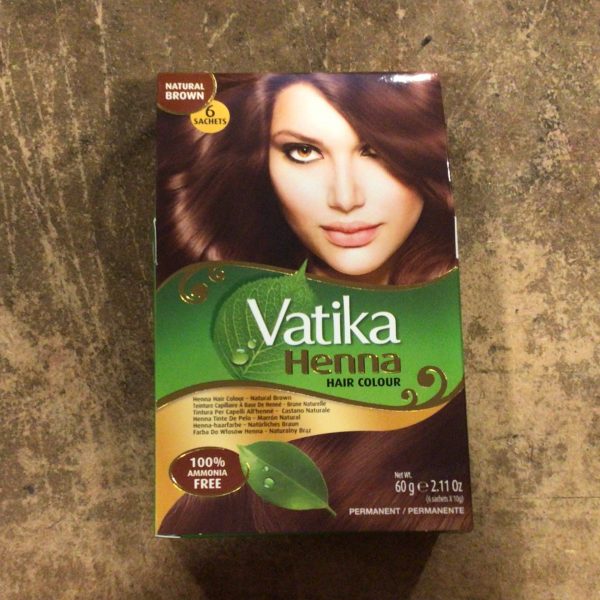 NATURAL
BROWN
6
SACHETS
Vatika
Henna
HAIR COLOUR
Henna Hair Colour - Natural Brown
Teinture Capillaire À Base De Henné - Brune Naturelle
Tintura Per Capelli All'henné - Castano Naturale
Henna Tinte De Pelo - Marrón Natural
Henna-haarfarbe - Natürliches Braun
Farba Do Włosów Henna - Naturalny Brąz
100%
AMMONIA
FREE
Net Wt.
60 g ℮ 2.11 Oz
(6 sachets X 10g)
PERMANENT / PERMANENTE